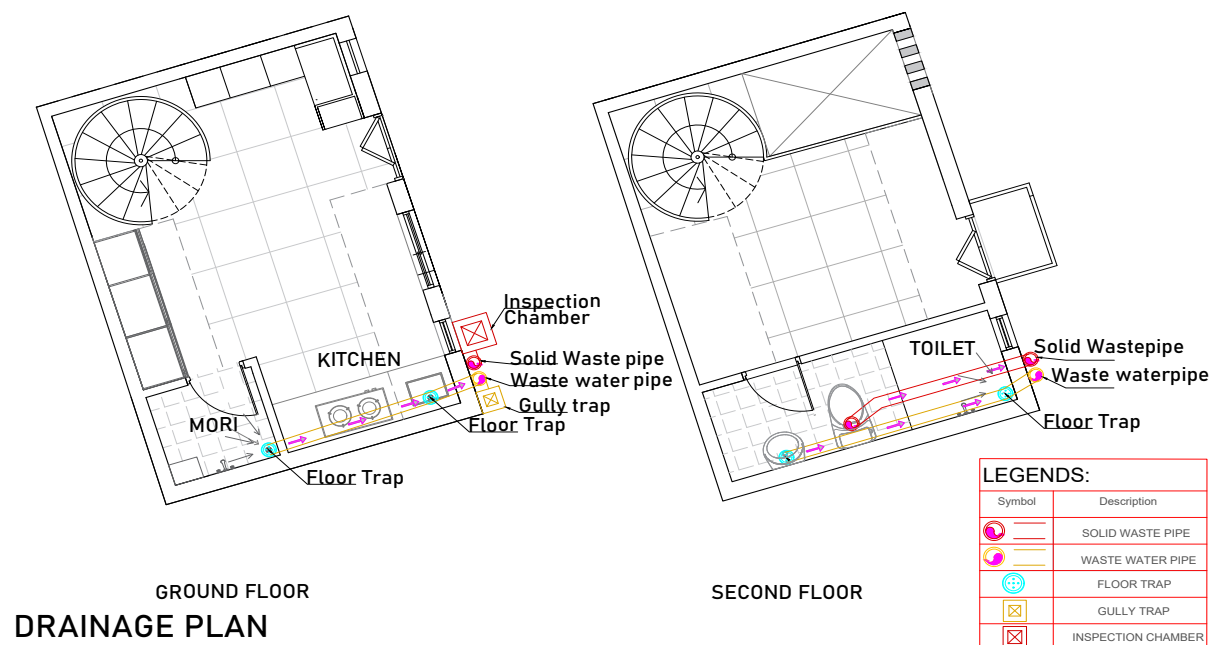 Inspection
Chamber
KITCHEN
Solid Waste pipe
Waste water pipe
Gully trap
Floor Trap
MORI
Floor Trap
GROUND FLOOR
TOILET
Solid Wastepipe
Waste waterpipe
Floor Trap
SECOND FLOOR
DRAINAGE PLAN
LEGENDS:
Symbol Description
SOLID WASTE PIPE
WASTE WATER PIPE
FLOOR TRAP
GULLY TRAP
INSPECTION CHAMBER